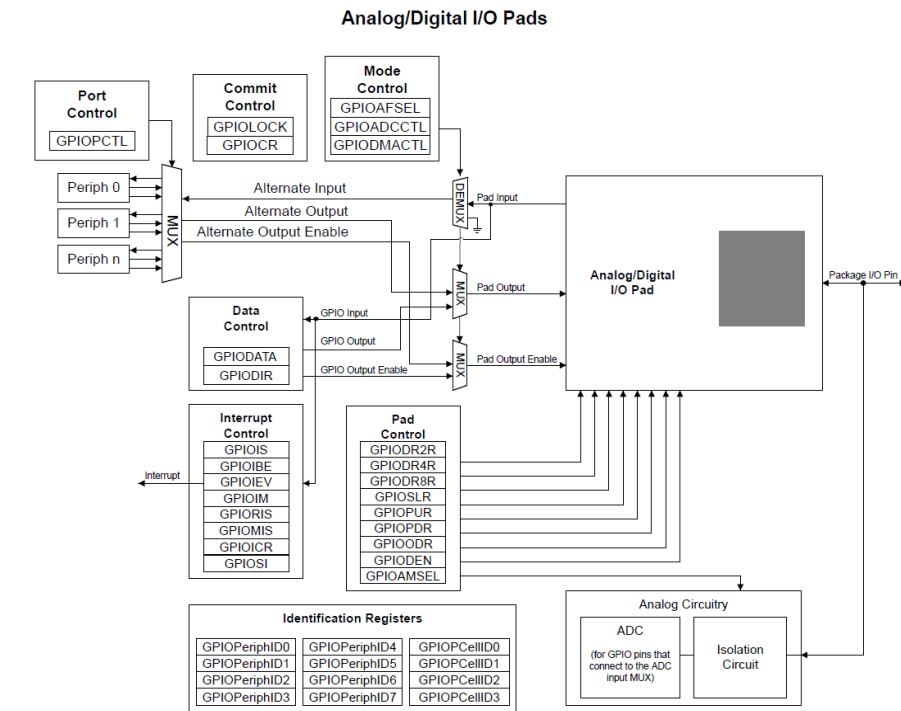 Analog/Digital I/O Pads
Port
Control
GPIOPCTL
Commit
Control
GPIOLOCK
GPIOCR
Mode
Control
GPIOAFSEL
GPIOADCCTL
GPIODMACTL
Periph 0
Periph 1
Periph n
MUX
Alternate Input
Alternate Output
Alternate Output Enable
DEMUX
Pad Input
MUX
Pad Output
MUX
Pad Output Enable
Analog/Digital
I/O Pad
Package I/O Pin
Data
Control
GPIODATA
GPIODIR
GPIO Input
GPIO Output
GPIO Output Enable
Interrupt
Control
GPIOIS
GPIOIBE
GPIOIEV
GPIOIM
GPIORIS
GPIOMIS
GPIOICR
GPIOSI
Interrupt
Pad
Control
GPIODR2R
GPIODR4R
GPIODR8R
GPIOSLR
GPIOPUR
GPIOPDR
GPIOODR
GPIODEN
GPIOAMSEL
Analog Circuitry
ADC
(for GPIO pins that
connect to the ADC
input MUX)
Isolation
Circuit
Identification Registers
GPIOPeriphID0
GPIOPeriphID1
GPIOPeriphID2
GPIOPeriphID3
GPIOPeriphID4
GPIOPeriphID5
GPIOPeriphID6
GPIOPeriphID7
GPIOPCellID0
GPIOPCellID1
GPIOPCellID2
GPIOPCellID3